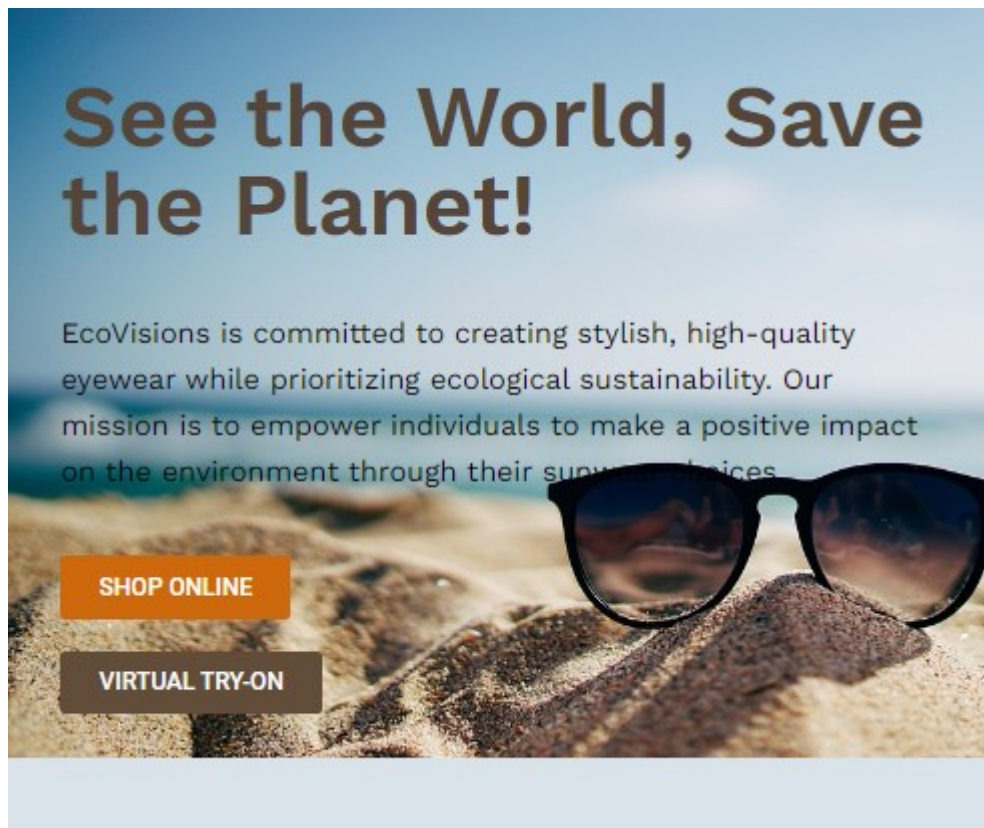 See the World, Save
the Planet!
EcoVisions is committed to creating stylish, high-quality
eyewear while prioritizing ecological sustainability. Our
mission is to empower individuals to make a positive impact
on the environment through their sunwear choices.
SHOP ONLINE
VIRTUAL TRY-ON